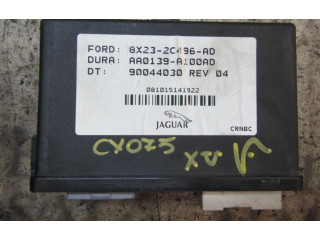 FORD: 8X23-2C496-AD
DURA: AA0139-A100AD
DT: 90044030 REV 04
081015141922
JAGUAR
CRNBC
CX075